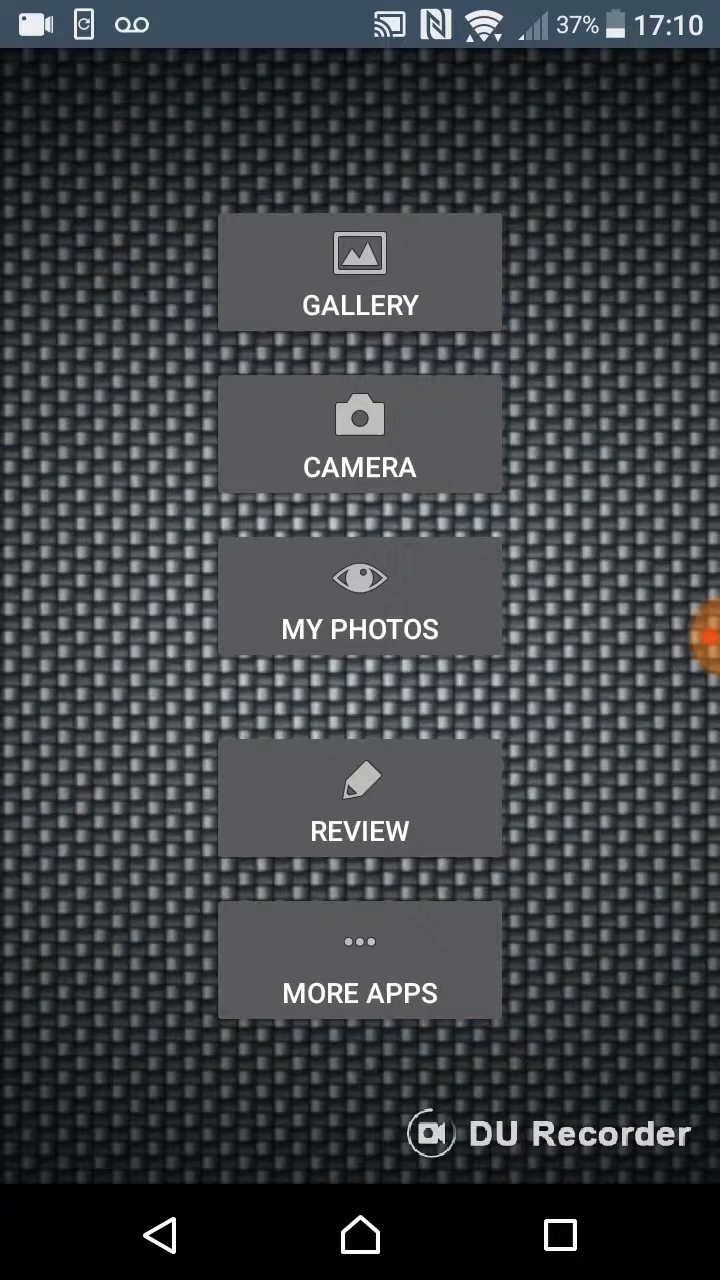 37% 17:10
GALLERY
CAMERA
MY PHOTOS
REVIEW
MORE APPS
DU Recorder